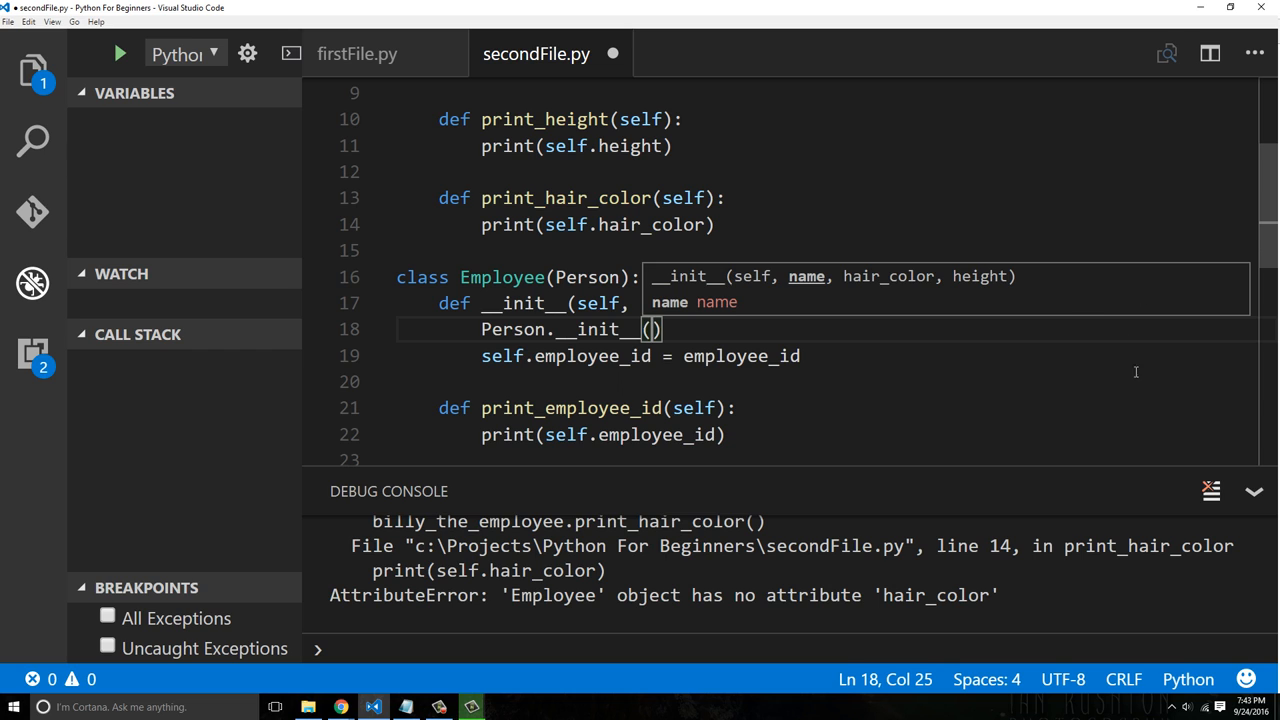 secondFile.py - Python For Beginners - Visual Studio Code
File Edit View Go Help
Python
firstFile.py
secondFile.py
1
VARIABLES
WATCH
CALL STACK
2
BREAKPOINTS
All Exceptions
Uncaught Exceptions
9
10 def print_height(self):
11 print(self.height)
12
13 def print_hair_color(self):
14 print(self.hair_color)
15
16 class Employee(Person):
__init__(self, name, hair_color, height)
name name
17 def __init__(self,
18 Person.__init__()
19 self.employee_id = employee_id
20
21 def print_employee_id(self):
22 print(self.employee_id)
23
DEBUG CONSOLE
billy_the_employee.print_hair_color()
File "c:\Projects\Python For Beginners\secondFile.py", line 14, in print_hair_color
print(self.hair_color)
AttributeError: 'Employee' object has no attribute 'hair_color'
0 0
Ln 18, Col 25 Spaces: 4 UTF-8 CRLF Python
I'm Cortana. Ask me anything.
7:43 PM
9/24/2016